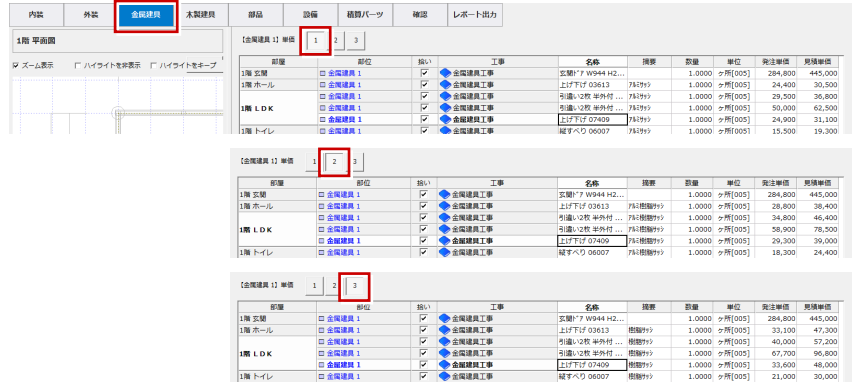 内装 外装 金属建具 木製建具 部品 設備 積算パーツ 確認 レポート出力
1階 平面図
ズーム表示 ハイライトを非表示 ハイライトをキープ
【金属建具 1】単価 1 2 3
部屋 部位 拾い 工事 名称 摘要 数量 単位 発注単価 見積単価
1階 玄関 金属建具 1 金属建具工事 玄関ﾄﾞｱ W944 H2... 1.0000 ヶ所[005] 284,800 445,000
1階 ホール 金属建具 1 金属建具工事 上げ下げ 03613 ｱﾙﾐｻｯｼ 1.0000 ヶ所[005] 24,400 30,500
1階 ＬＤＫ 金属建具 1 金属建具工事 引違い2枚 半外付 ... ｱﾙﾐｻｯｼ 1.0000 ヶ所[005] 29,500 36,800
金属建具 1 金属建具工事 引違い2枚 半外付 ... ｱﾙﾐｻｯｼ 1.0000 ヶ所[005] 50,000 62,500
金属建具 1 金属建具工事 上げ下げ 07409 ｱﾙﾐｻｯｼ 1.0000 ヶ所[005] 24,900 31,100
1階 トイレ 金属建具 1 金属建具工事 縦すべり 06007 ｱﾙﾐｻｯｼ 1.0000 ヶ所[005] 15,500 19,300
【金属建具 1】単価 1 2 3
部屋 部位 拾い 工事 名称 摘要 数量 単位 発注単価 見積単価
1階 玄関 金属建具 1 金属建具工事 玄関ﾄﾞｱ W944 H2... 1.0000 ヶ所[005] 284,800 445,000
1階 ホール 金属建具 1 金属建具工事 上げ下げ 03613 ｱﾙﾐ樹脂ｻｯｼ 1.0000 ヶ所[005] 28,800 38,400
1階 ＬＤＫ 金属建具 1 金属建具工事 引違い2枚 半外付 ... ｱﾙﾐ樹脂ｻｯｼ 1.0000 ヶ所[005] 34,800 46,400
金属建具 1 金属建具工事 引違い2枚 半外付 ... ｱﾙﾐ樹脂ｻｯｼ 1.0000 ヶ所[005] 58,900 78,500
金属建具 1 金属建具工事 上げ下げ 07409 ｱﾙﾐ樹脂ｻｯｼ 1.0000 ヶ所[005] 29,300 39,000
1階 トイレ 金属建具 1 金属建具工事 縦すべり 06007 ｱﾙﾐ樹脂ｻｯｼ 1.0000 ヶ所[005] 18,300 24,400
【金属建具 1】単価 1 2 3
部屋 部位 拾い 工事 名称 摘要 数量 単位 発注単価 見積単価
1階 玄関 金属建具 1 金属建具工事 玄関ﾄﾞｱ W944 H2... 1.0000 ヶ所[005] 284,800 445,000
1階 ホール 金属建具 1 金属建具工事 上げ下げ 03613 樹脂ｻｯｼ 1.0000 ヶ所[005] 33,100 47,300
1階 ＬＤＫ 金属建具 1 金属建具工事 引違い2枚 半外付 ... 樹脂ｻｯｼ 1.0000 ヶ所[005] 40,000 57,200
金属建具 1 金属建具工事 引違い2枚 半外付 ... 樹脂ｻｯｼ 1.0000 ヶ所[005] 67,700 96,800
金属建具 1 金属建具工事 上げ下げ 07409 樹脂ｻｯｼ 1.0000 ヶ所[005] 33,600 48,000
1階 トイレ 金属建具 1 金属建具工事 縦すべり 06007 樹脂ｻｯｼ 1.0000 ヶ所[005] 21,000 30,000